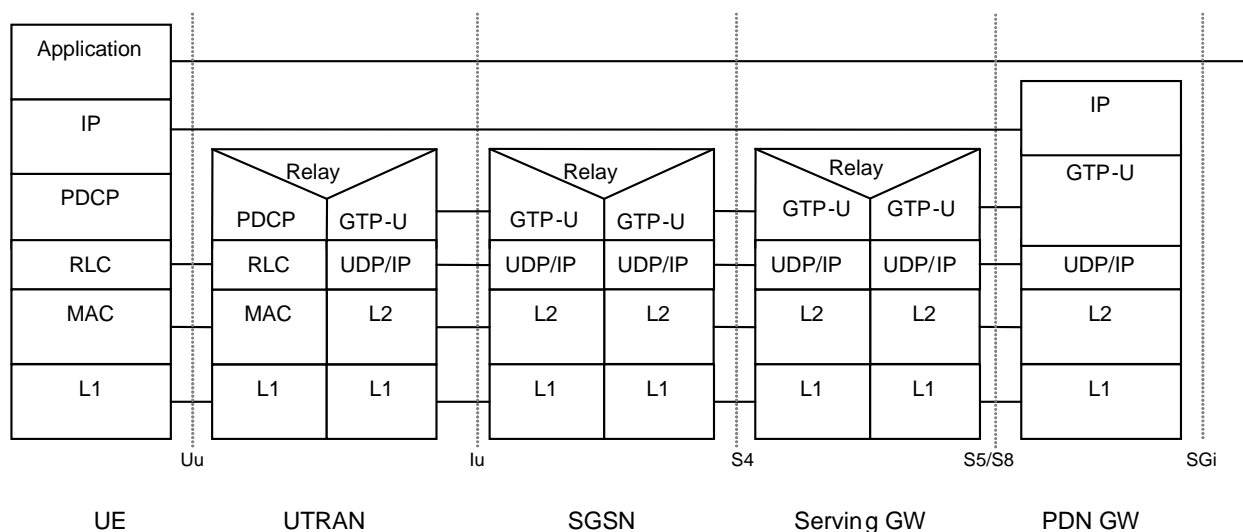 Application
IP
IP
Relay
Relay
Relay
GTP-U
PDCP
PDCP
GTP-U
GTP-U
GTP-U
GTP-U
GTP-U
RLC
RLC
UDP/IP
UDP/IP
UDP/IP
UDP/IP
UDP/IP
UDP/IP
MAC
MAC
L2
L2
L2
L2
L2
L2
L1
L1
L1
L1
L1
L1
L1
L1
Uu
Iu
S4
S5/S8
SGi
UE
UTRAN
SGSN
Serving GW
PDN GW